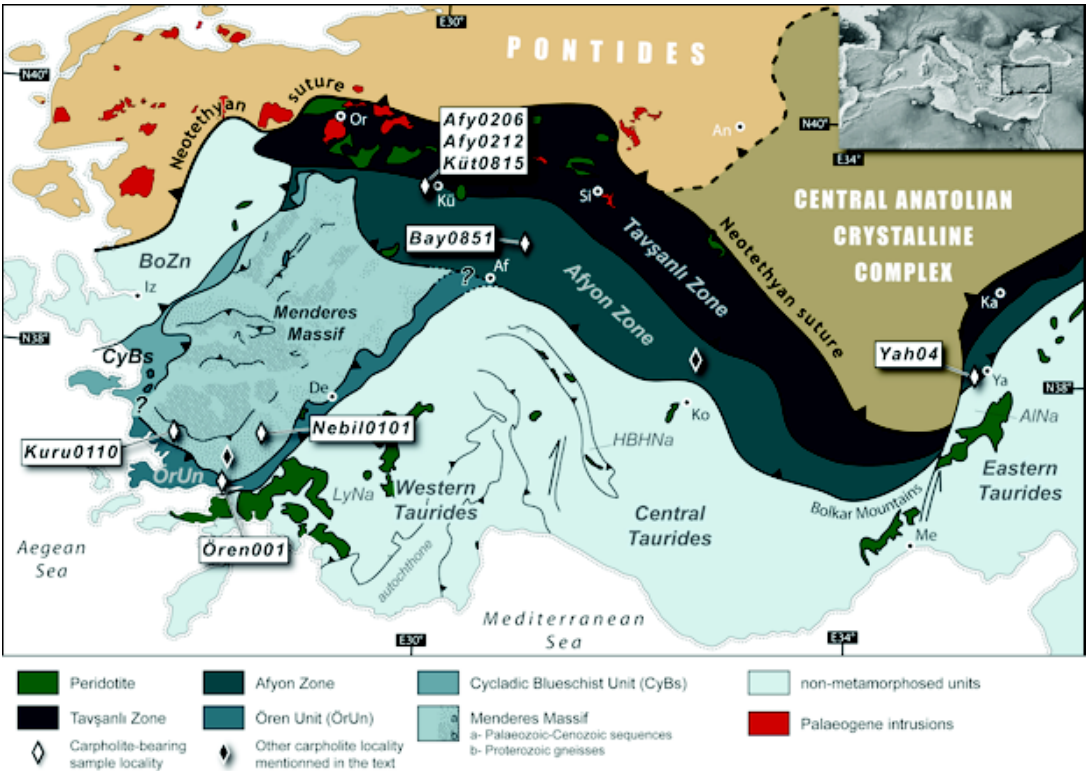 E30°
PONTIDES
N40°
Neotethyan suture
Or
Afy0206
Afy0212
Küt0815
An
N40°
E34°
Kü
Si
CENTRAL ANATOLIAN
CRYSTALLINE
COMPLEX
Bay0851
Tavşanlı Zone
Neotethyan suture
BoZn
Iz
?
Af
Afyon Zone
Ka
Menderes
Massif
N38°
CyBs
Yah04
Ya
N38°
De
?
Ko
AlNa
Nebil0101
Kuru0110
HBHNa
ÖrUn
LyNa
Western
Taurides
Eastern
Taurides
Bolkar Mountains
Central
Taurides
Me
Ören001
Aegean
Sea
autochthone
Mediterranean
Sea
E30°
E34°
Peridotite
Afyon Zone
Cycladic Blueschist Unit (CyBs)
non-metamorphosed units
Tavşanlı Zone
Ören Unit (ÖrUn)
a
b
Menderes Massif
a- Palaeozoic-Cenozoic sequences
b- Proterozoic gneisses
Palaeogene intrusions
Carpholite-bearing
sample locality
Other carpholite locality
mentionned in the text